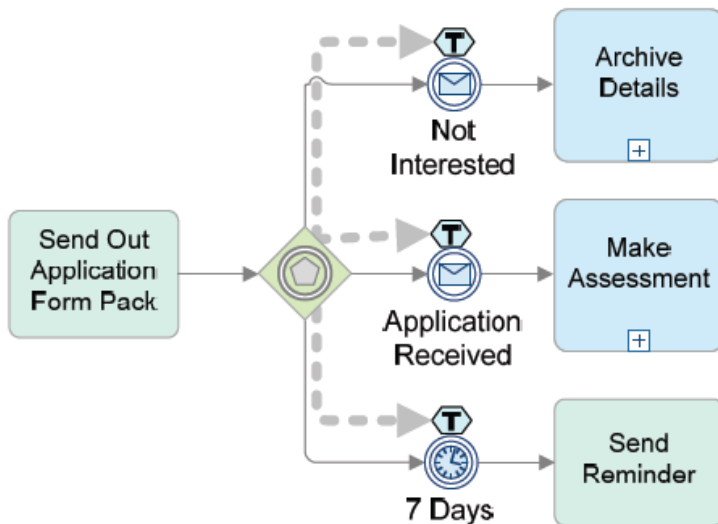 T
Archive
Details
Not
Interested
Send Out
Application
Form Pack
T
Make
Assessment
Application
Received
T
Send
Reminder
7 Days